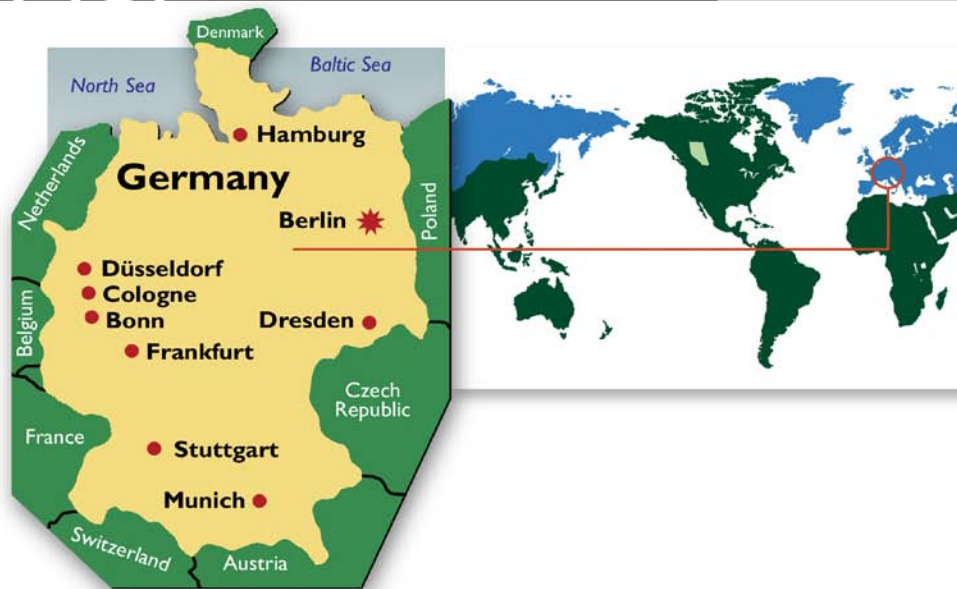 Denmark
North Sea
Baltic Sea
Hamburg
Netherlands
Germany
Poland
Berlin
Düsseldorf
Cologne
Belgium
Bonn
Dresden
Frankfurt
Czech
Republic
France
Stuttgart
Munich
Switzerland
Austria